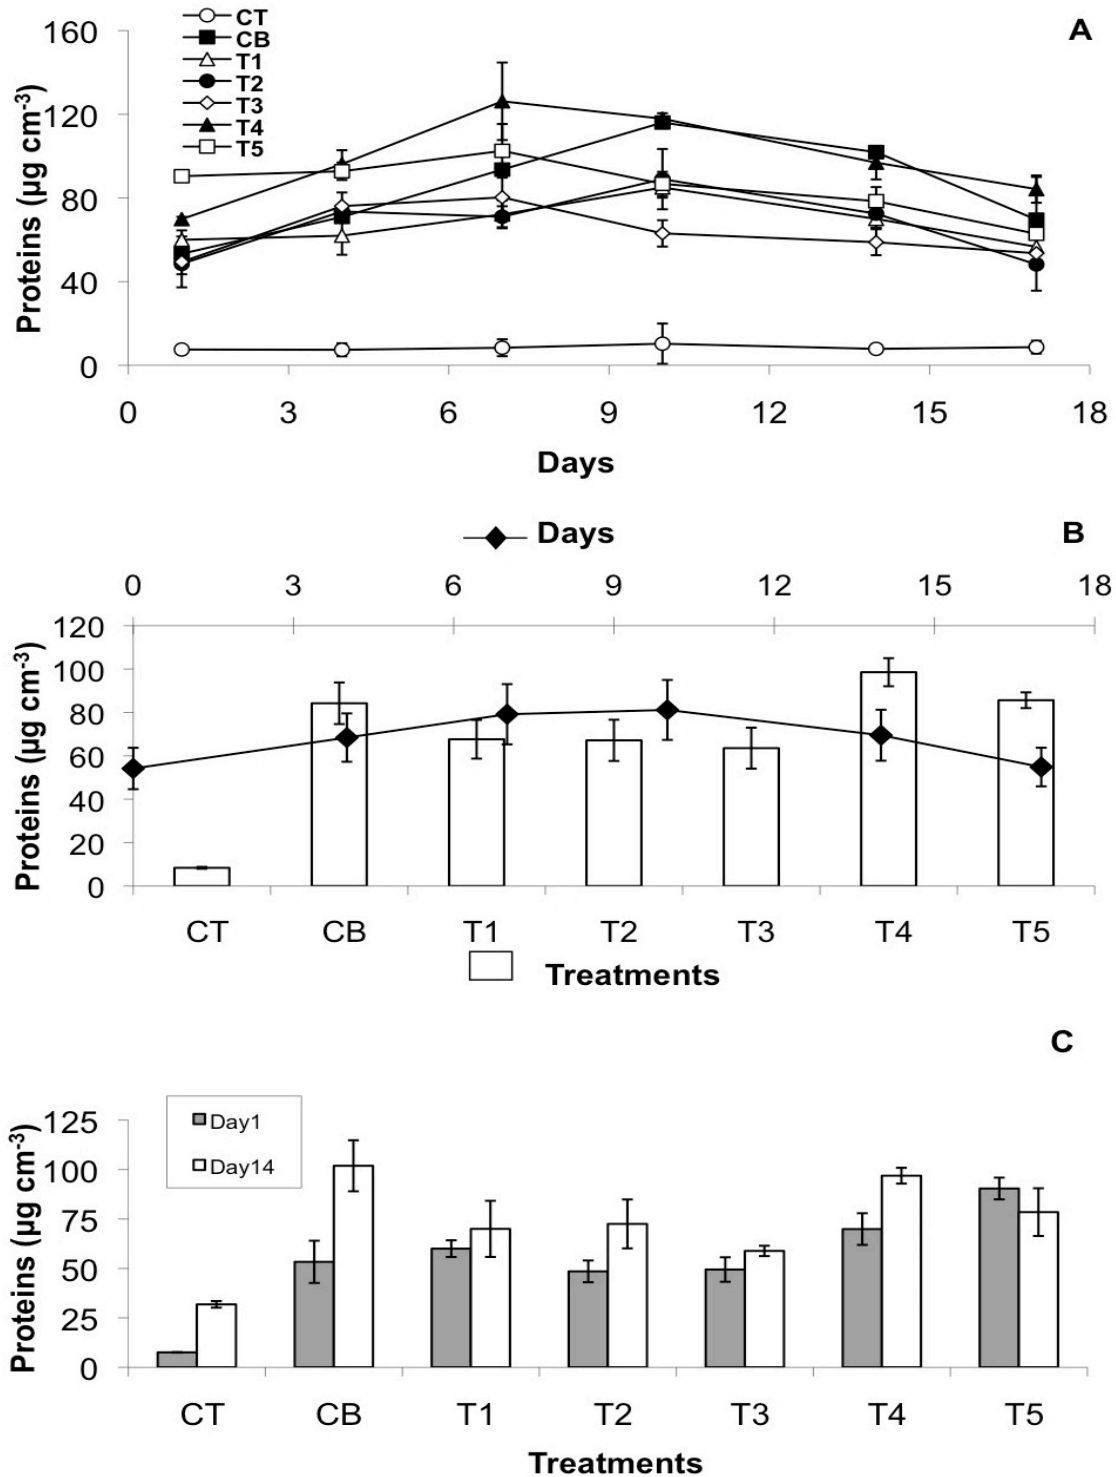 CT
CB
T1
T2
T3
T4
T5
A
160
120
80
40
0
Proteins (µg cm-3)
0 3 6 9 12 15 18
Days
Days
B
0 3 6 9 12 15 18
120
100
80
60
40
20
0
Proteins (µg cm-3)
CT CB T1 T2 T3 T4 T5
Treatments
C
Day1
Day14
125
100
75
50
25
0
Proteins (µg cm-3)
CT CB T1 T2 T3 T4 T5
Treatments